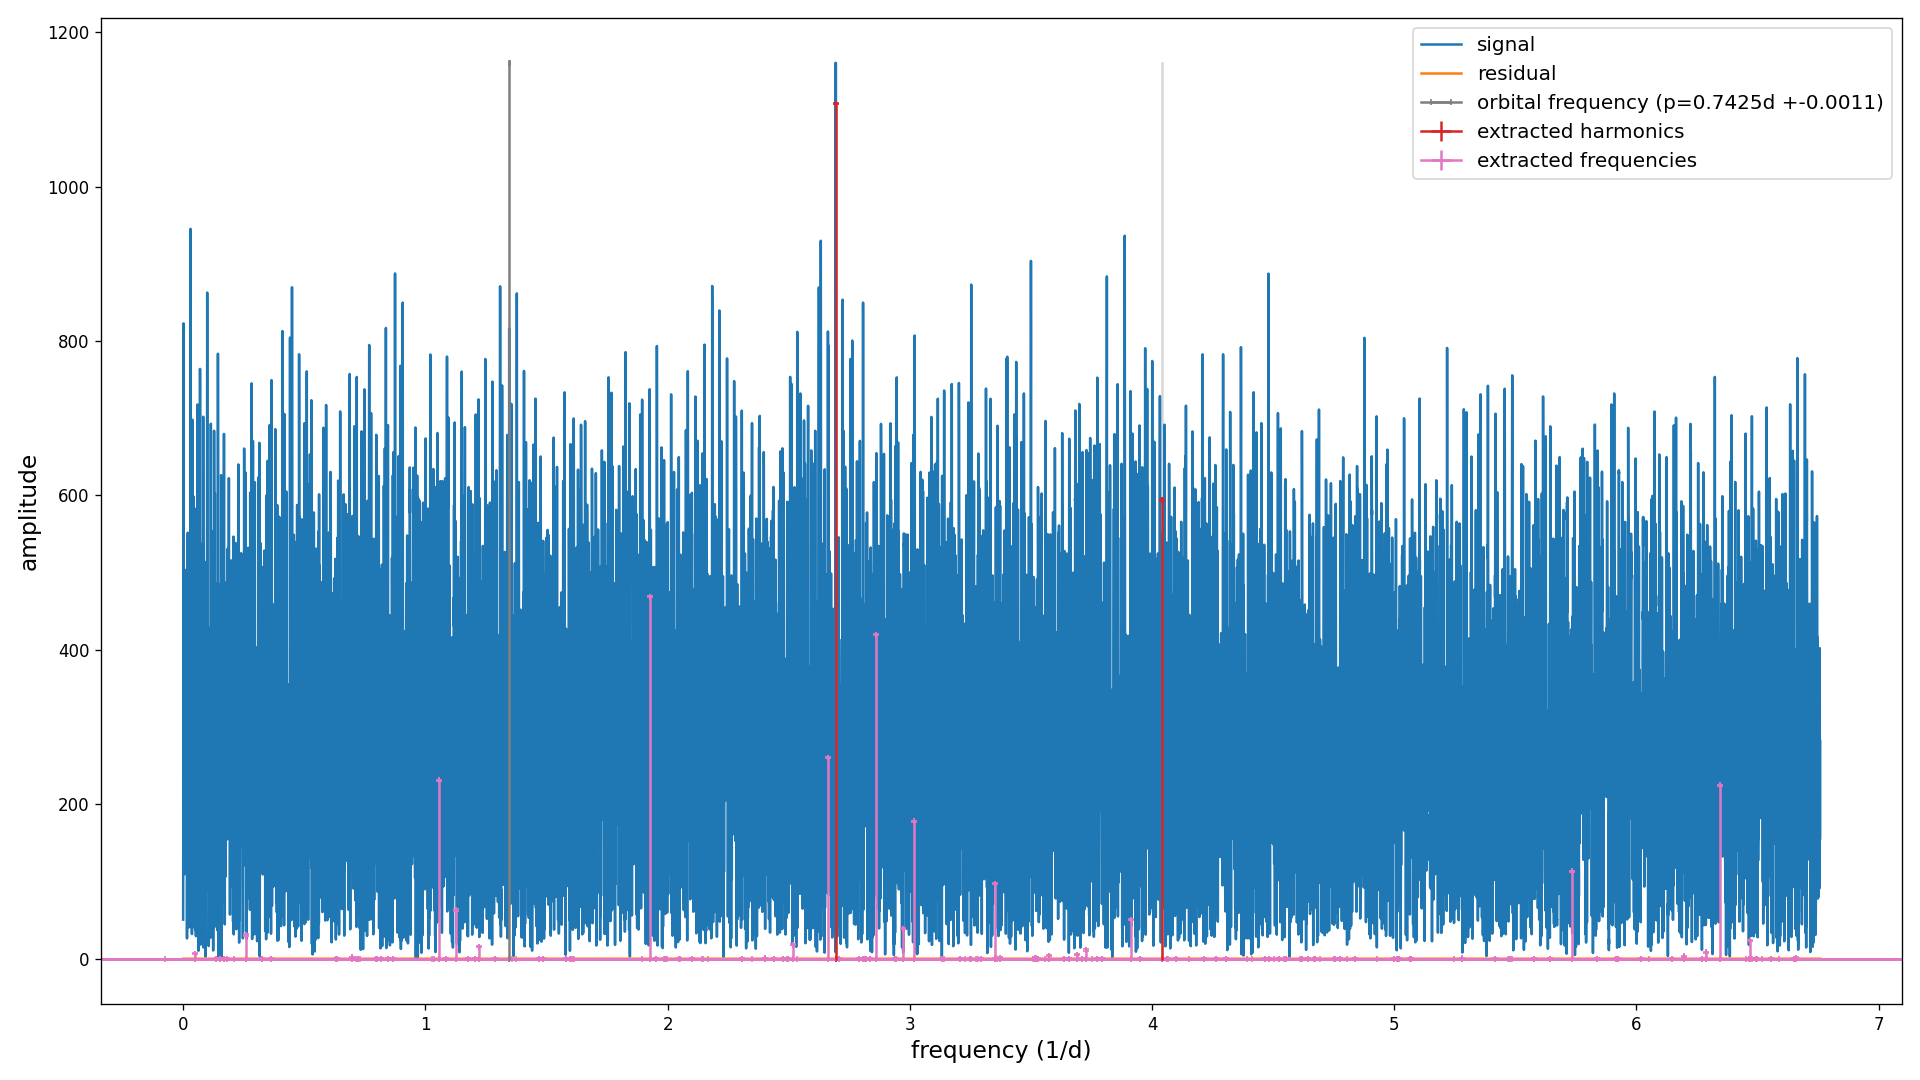 1200
1000
800
600
400
200
0
amplitude
0 1 2 3 4 5 6 7
frequency (1/d)
signal
residual
orbital frequency (p=0.7425d +-0.0011)
extracted harmonics
extracted frequencies